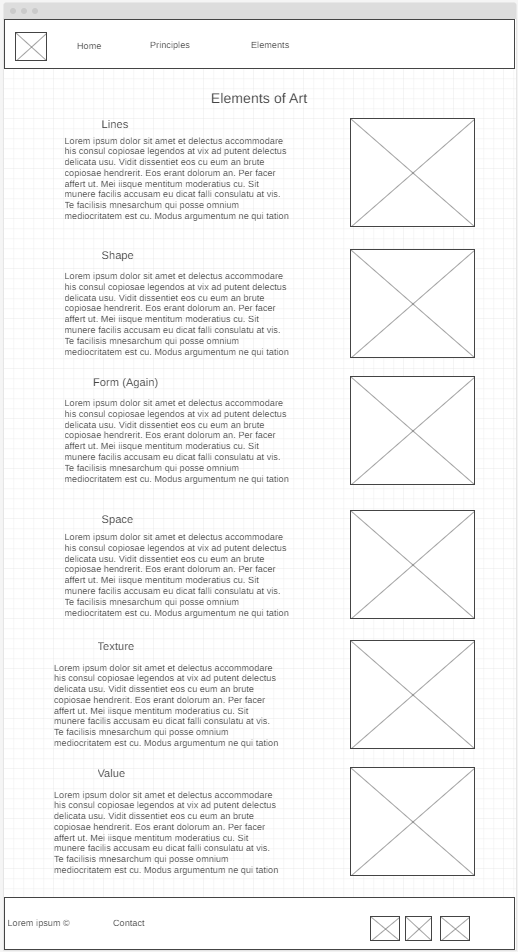 Home Principles Elements
Elements of Art
Lines
Lorem ipsum dolor sit amet et delectus accommodare
his consul copiosae legendos at vix ad putent delectus
delicata usu. Vidit dissentiet eos cu eum an brute
copiosae hendrerit. Eos erant dolorum an. Per facer
affert ut. Mei iisque mentitum moderatius cu. Sit
munere facilis accusam eu dicat falli consulatu at vis.
Te facilisis mnesarchum qui posse omnium
mediocritatem est cu. Modus argumentum ne qui tation
Shape
Lorem ipsum dolor sit amet et delectus accommodare
his consul copiosae legendos at vix ad putent delectus
delicata usu. Vidit dissentiet eos cu eum an brute
copiosae hendrerit. Eos erant dolorum an. Per facer
affert ut. Mei iisque mentitum moderatius cu. Sit
munere facilis accusam eu dicat falli consulatu at vis.
Te facilisis mnesarchum qui posse omnium
mediocritatem est cu. Modus argumentum ne qui tation
Form (Again)
Lorem ipsum dolor sit amet et delectus accommodare
his consul copiosae legendos at vix ad putent delectus
delicata usu. Vidit dissentiet eos cu eum an brute
copiosae hendrerit. Eos erant dolorum an. Per facer
affert ut. Mei iisque mentitum moderatius cu. Sit
munere facilis accusam eu dicat falli consulatu at vis.
Te facilisis mnesarchum qui posse omnium
mediocritatem est cu. Modus argumentum ne qui tation
Space
Lorem ipsum dolor sit amet et delectus accommodare
his consul copiosae legendos at vix ad putent delectus
delicata usu. Vidit dissentiet eos cu eum an brute
copiosae hendrerit. Eos erant dolorum an. Per facer
affert ut. Mei iisque mentitum moderatius cu. Sit
munere facilis accusam eu dicat falli consulatu at vis.
Te facilisis mnesarchum qui posse omnium
mediocritatem est cu. Modus argumentum ne qui tation
Texture
Lorem ipsum dolor sit amet et delectus accommodare
his consul copiosae legendos at vix ad putent delectus
delicata usu. Vidit dissentiet eos cu eum an brute
copiosae hendrerit. Eos erant dolorum an. Per facer
affert ut. Mei iisque mentitum moderatius cu. Sit
munere facilis accusam eu dicat falli consulatu at vis.
Te facilisis mnesarchum qui posse omnium
mediocritatem est cu. Modus argumentum ne qui tation
Value
Lorem ipsum dolor sit amet et delectus accommodare
his consul copiosae legendos at vix ad putent delectus
delicata usu. Vidit dissentiet eos cu eum an brute
copiosae hendrerit. Eos erant dolorum an. Per facer
affert ut. Mei iisque mentitum moderatius cu. Sit
munere facilis accusam eu dicat falli consulatu at vis.
Te facilisis mnesarchum qui posse omnium
mediocritatem est cu. Modus argumentum ne qui tation
Lorem ipsum © Contact